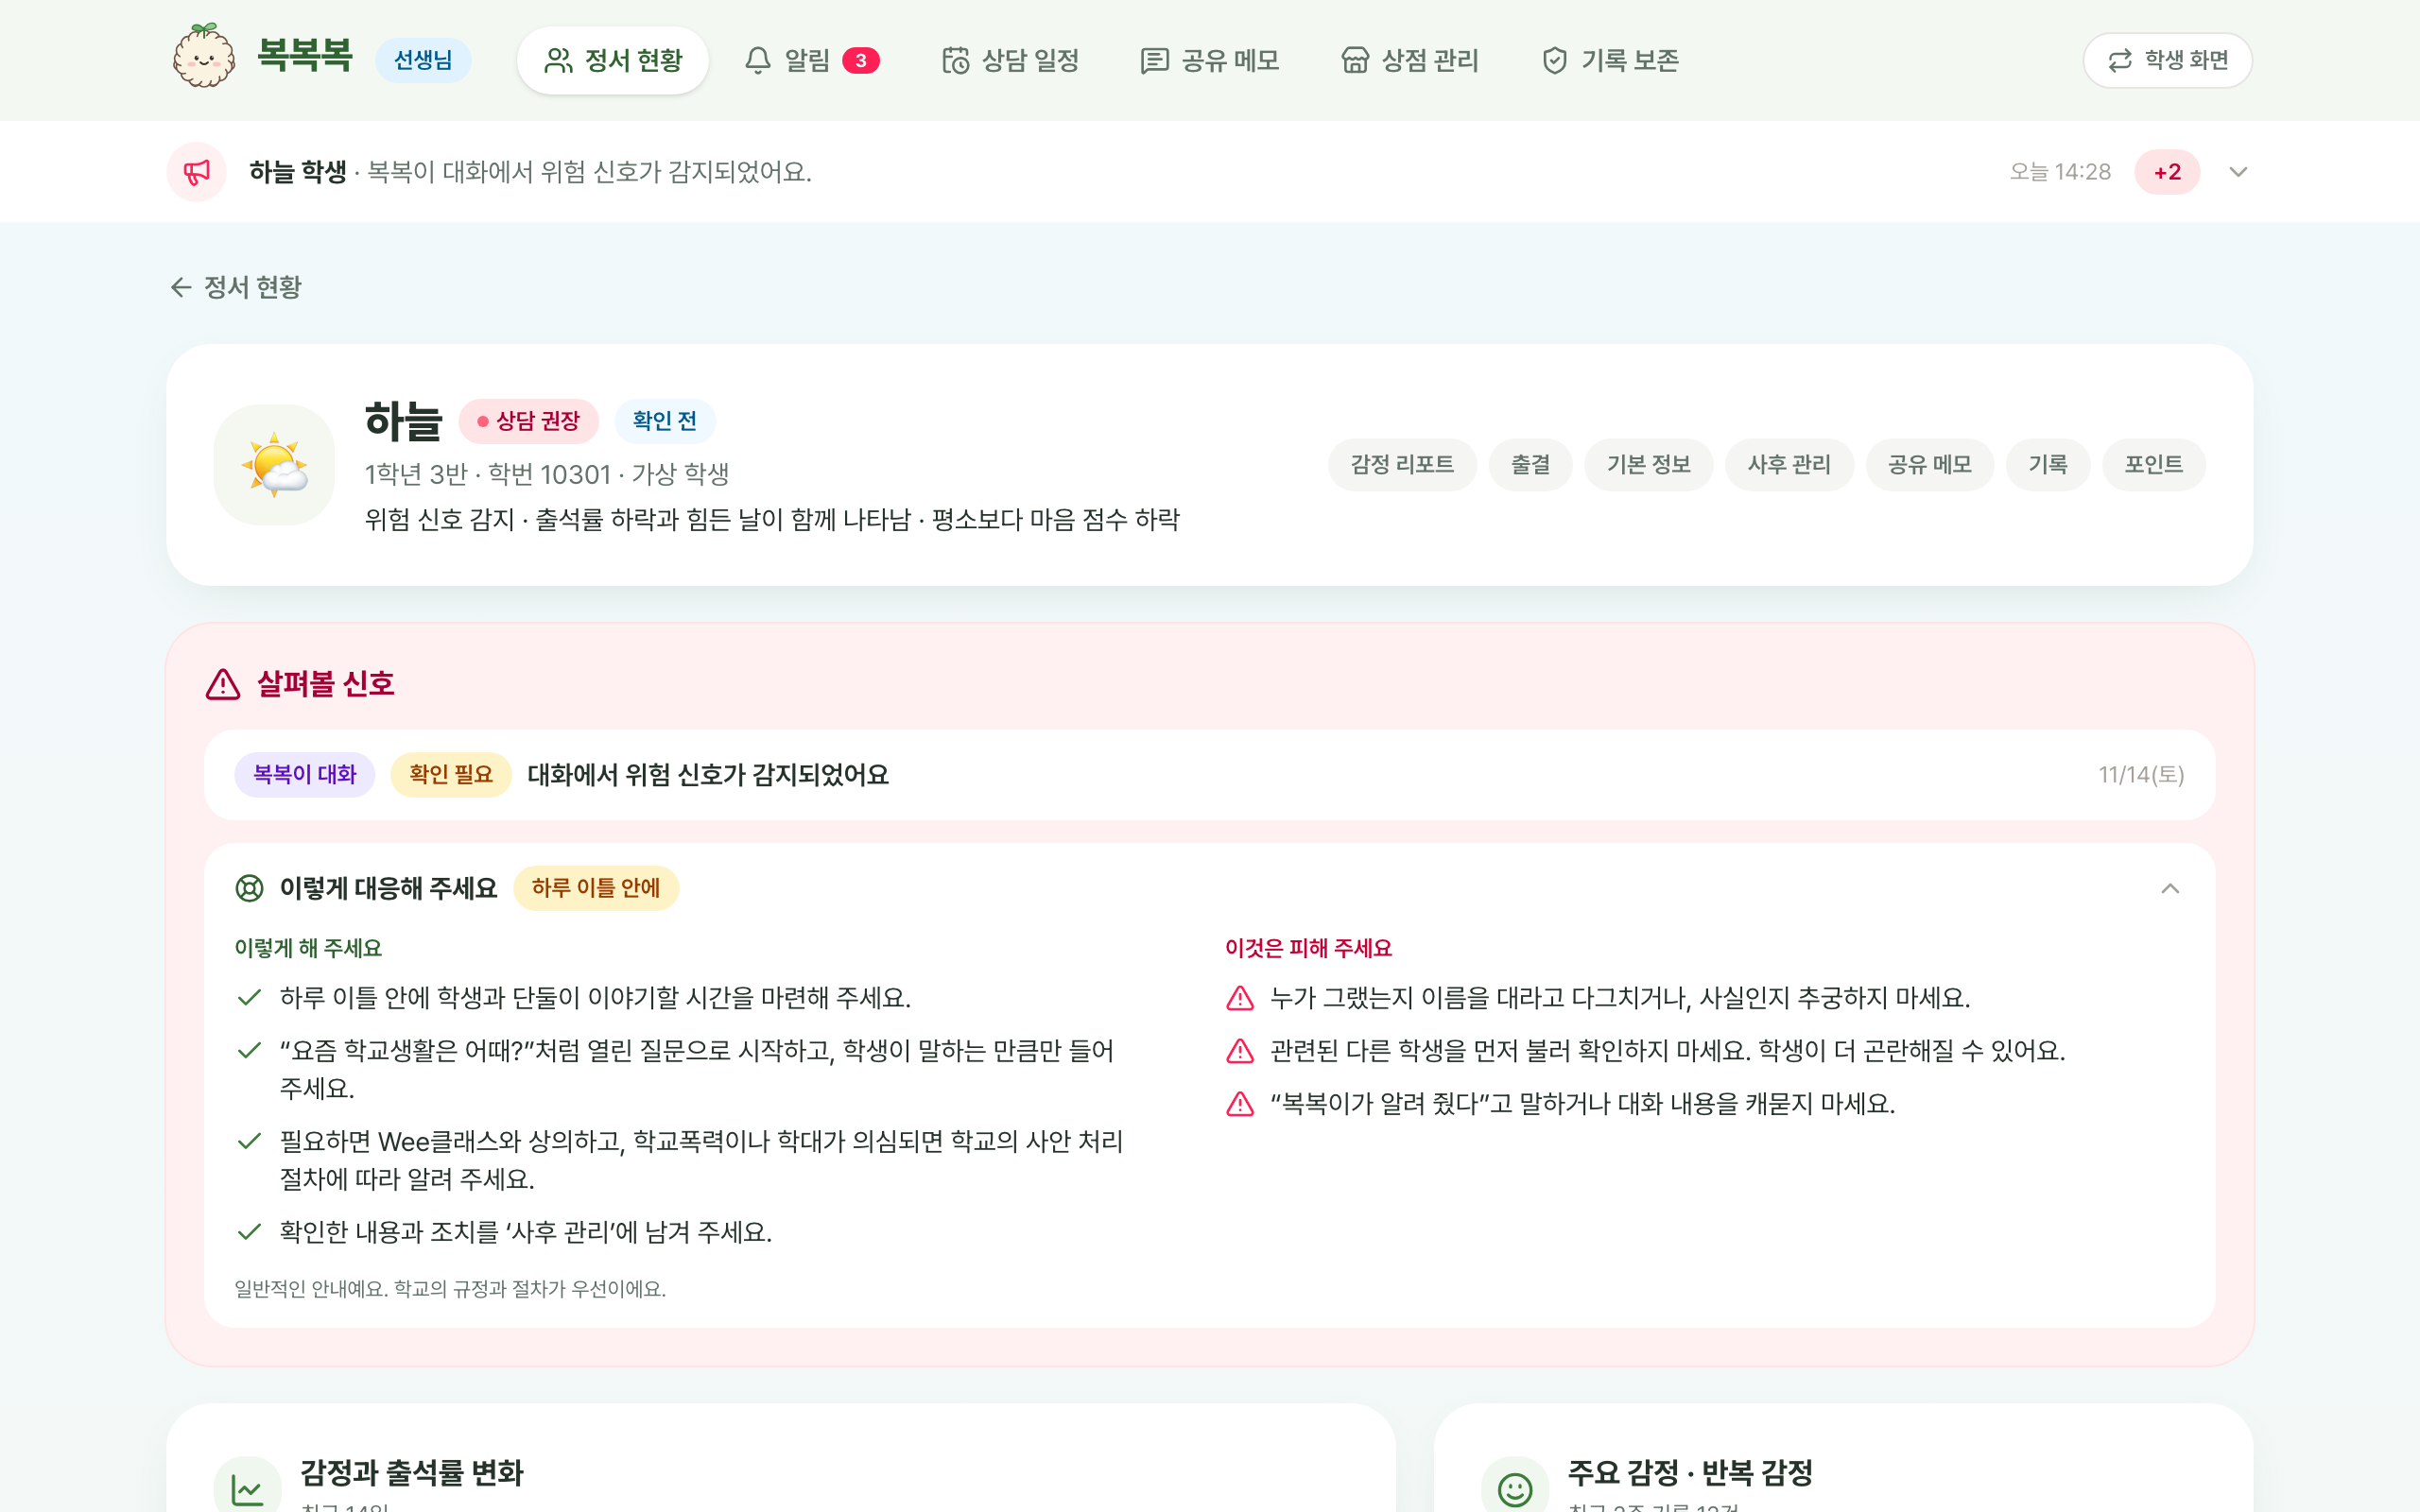 복복복 선생님 정서 현황 알림 3 상담 일정 공유 메모 상점 관리 기록 보존 학생 화면
하늘 학생 · 복복이 대화에서 위험 신호가 감지되었어요. 오늘 14:28 +2
정서 현황
하늘 상담 권장 확인 전
1학년 3반 · 학번 10301 · 가상 학생
위험 신호 감지 · 출석률 하락과 힘든 날이 함께 나타남 · 평소보다 마음 점수 하락
감정 리포트 출결 기본 정보 사후 관리 공유 메모 기록 포인트
살펴볼 신호
복복이 대화 확인 필요 대화에서 위험 신호가 감지되었어요 11/14(토)
이렇게 대응해 주세요 하루 이틀 안에
이렇게 해 주세요
하루 이틀 안에 학생과 단둘이 이야기할 시간을 마련해 주세요.
“요즘 학교생활은 어때?”처럼 열린 질문으로 시작하고, 학생이 말하는 만큼만 들어
주세요.
필요하면 Wee클래스와 상의하고, 학교폭력이나 학대가 의심되면 학교의 사안 처리
절차에 따라 알려 주세요.
확인한 내용과 조치를 ‘사후 관리’에 남겨 주세요.
이것은 피해 주세요
누가 그랬는지 이름을 대라고 다그치거나, 사실인지 추궁하지 마세요.
관련된 다른 학생을 먼저 불러 확인하지 마세요. 학생이 더 곤란해질 수 있어요.
“복복이가 알려 줬다”고 말하거나 대화 내용을 캐묻지 마세요.
일반적인 안내예요. 학교의 규정과 절차가 우선이에요.
감정과 출석률 변화
주요 감정 · 반복 감정